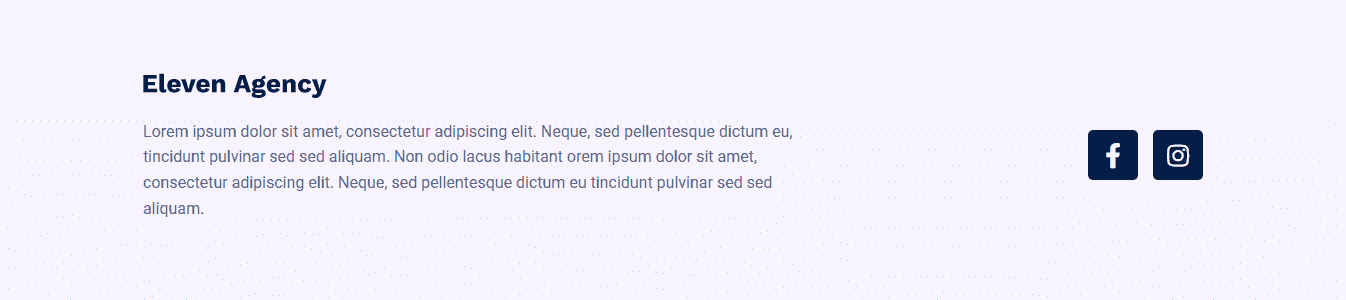 Eleven Agency
Lorem ipsum dolor sit amet, consectetur adipiscing elit. Neque, sed pellentesque dictum eu,
tincidunt pulvinar sed sed aliquam. Non odio lacus habitant orem ipsum dolor sit amet,
consectetur adipiscing elit. Neque, sed pellentesque dictum eu tincidunt pulvinar sed sed
aliquam.